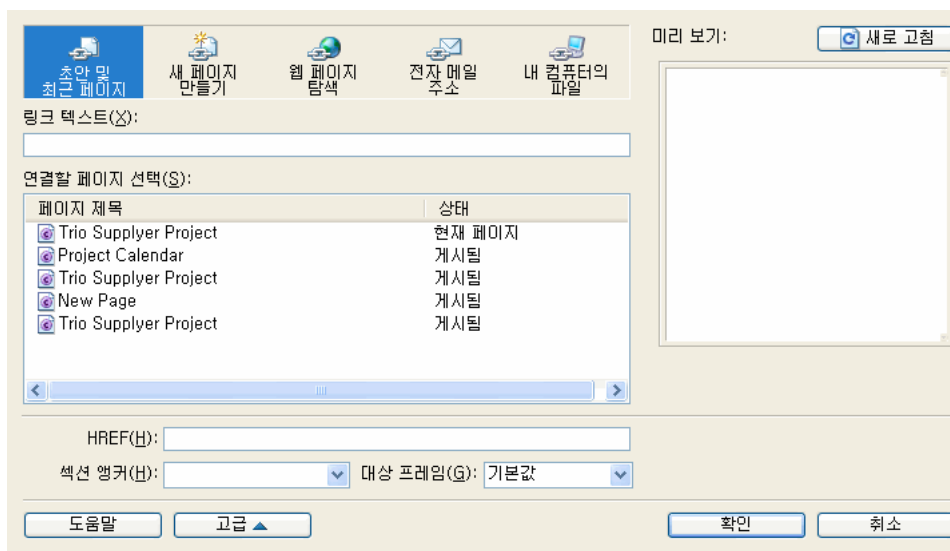 초안 및
최근 페이지
새 페이지
만들기
웹 페이지
탐색
전자 메일
주소
내 컴퓨터의
파일
미리 보기:
새로 고침
링크 텍스트(X):
연결할 페이지 선택(S):
페이지 제목 상태
Trio Supplyer Project 현재 페이지
Project Calendar 게시됨
Trio Supplyer Project 게시됨
New Page 게시됨
Trio Supplyer Project 게시됨
HREF(H):
섹션 앵커(H): 대상 프레임(G): 기본값
도움말 고급 확인 취소